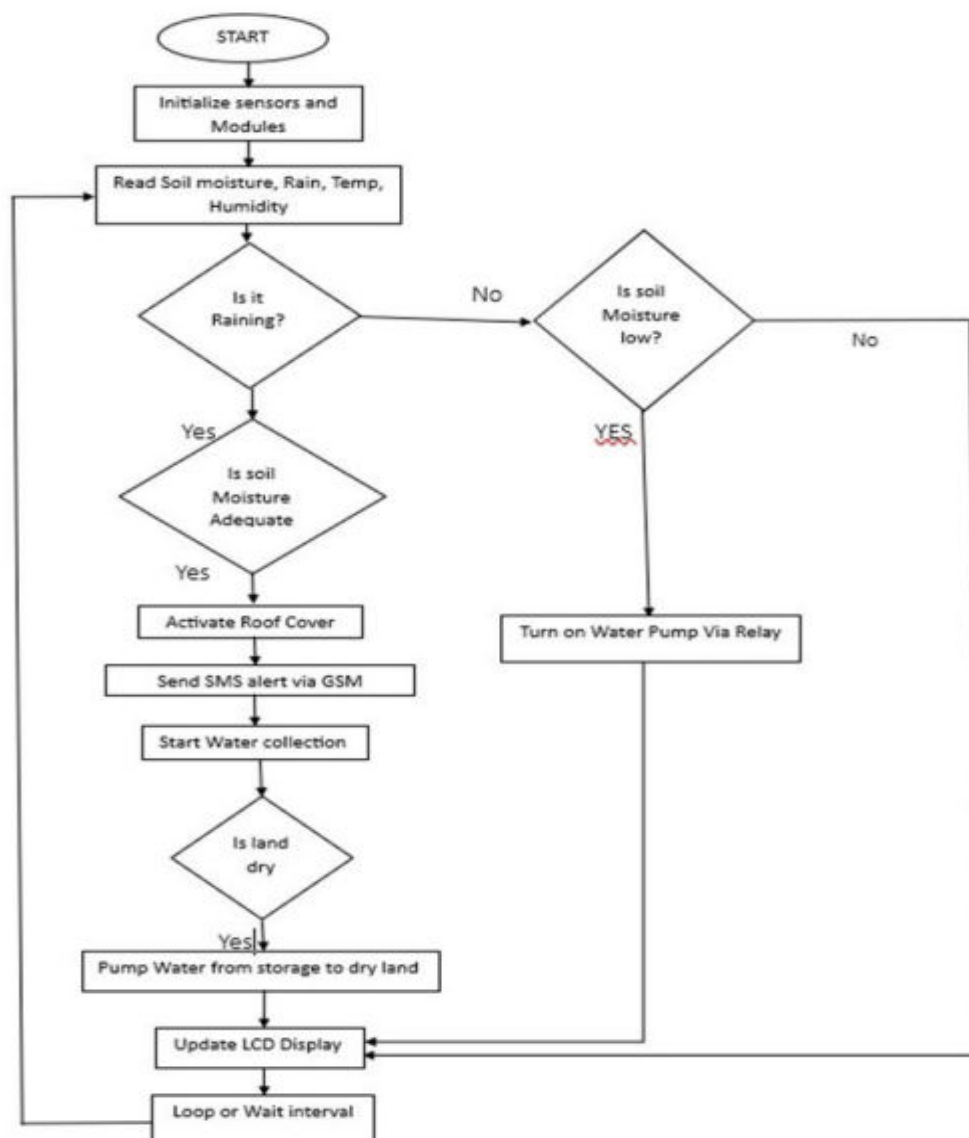 START
Initialize sensors and
Modules
Read Soil moisture, Rain, Temp,
Humidity
Is it
Raining?
No
Is soil
Moisture
low?
No
Yes
YES
Is soil
Moisture
Adequate
Yes
Activate Roof Cover
Turn on Water Pump Via Relay
Send SMS alert via GSM
Start Water collection
Is land
dry
Yes
Pump Water from storage to dry land
Update LCD Display
Loop or Wait interval